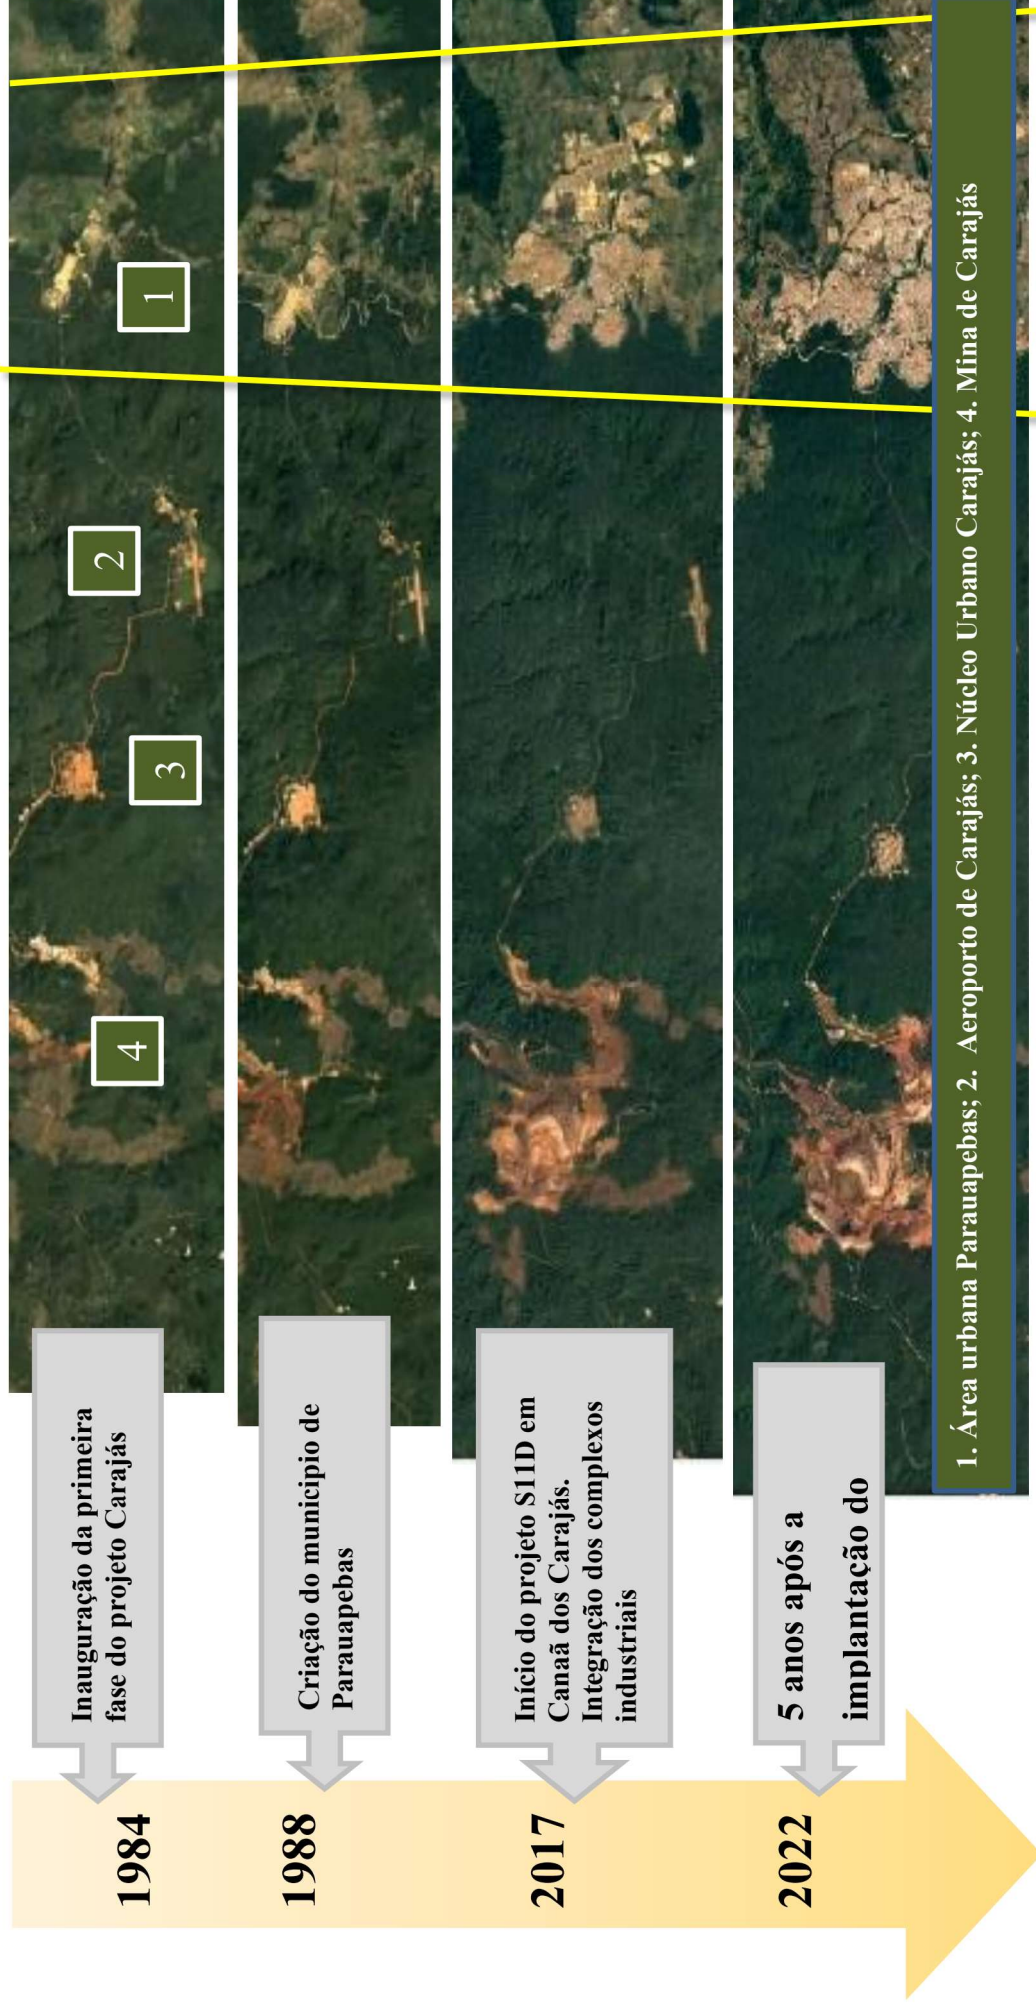 1984
Inauguração da primeira
fase do projeto Carajás
1
2
3
4
1988
Criação do municipio de
Parauapebas
2017
Início do projeto S11D em
Canaã dos Carajás.
Integração dos complexos
industriais
2022
5 anos após a
implantação do
1. Área urbana Parauapebas; 2. Aeroporto de Carajás; 3. Núcleo Urbano Carajás; 4. Mina de Carajás